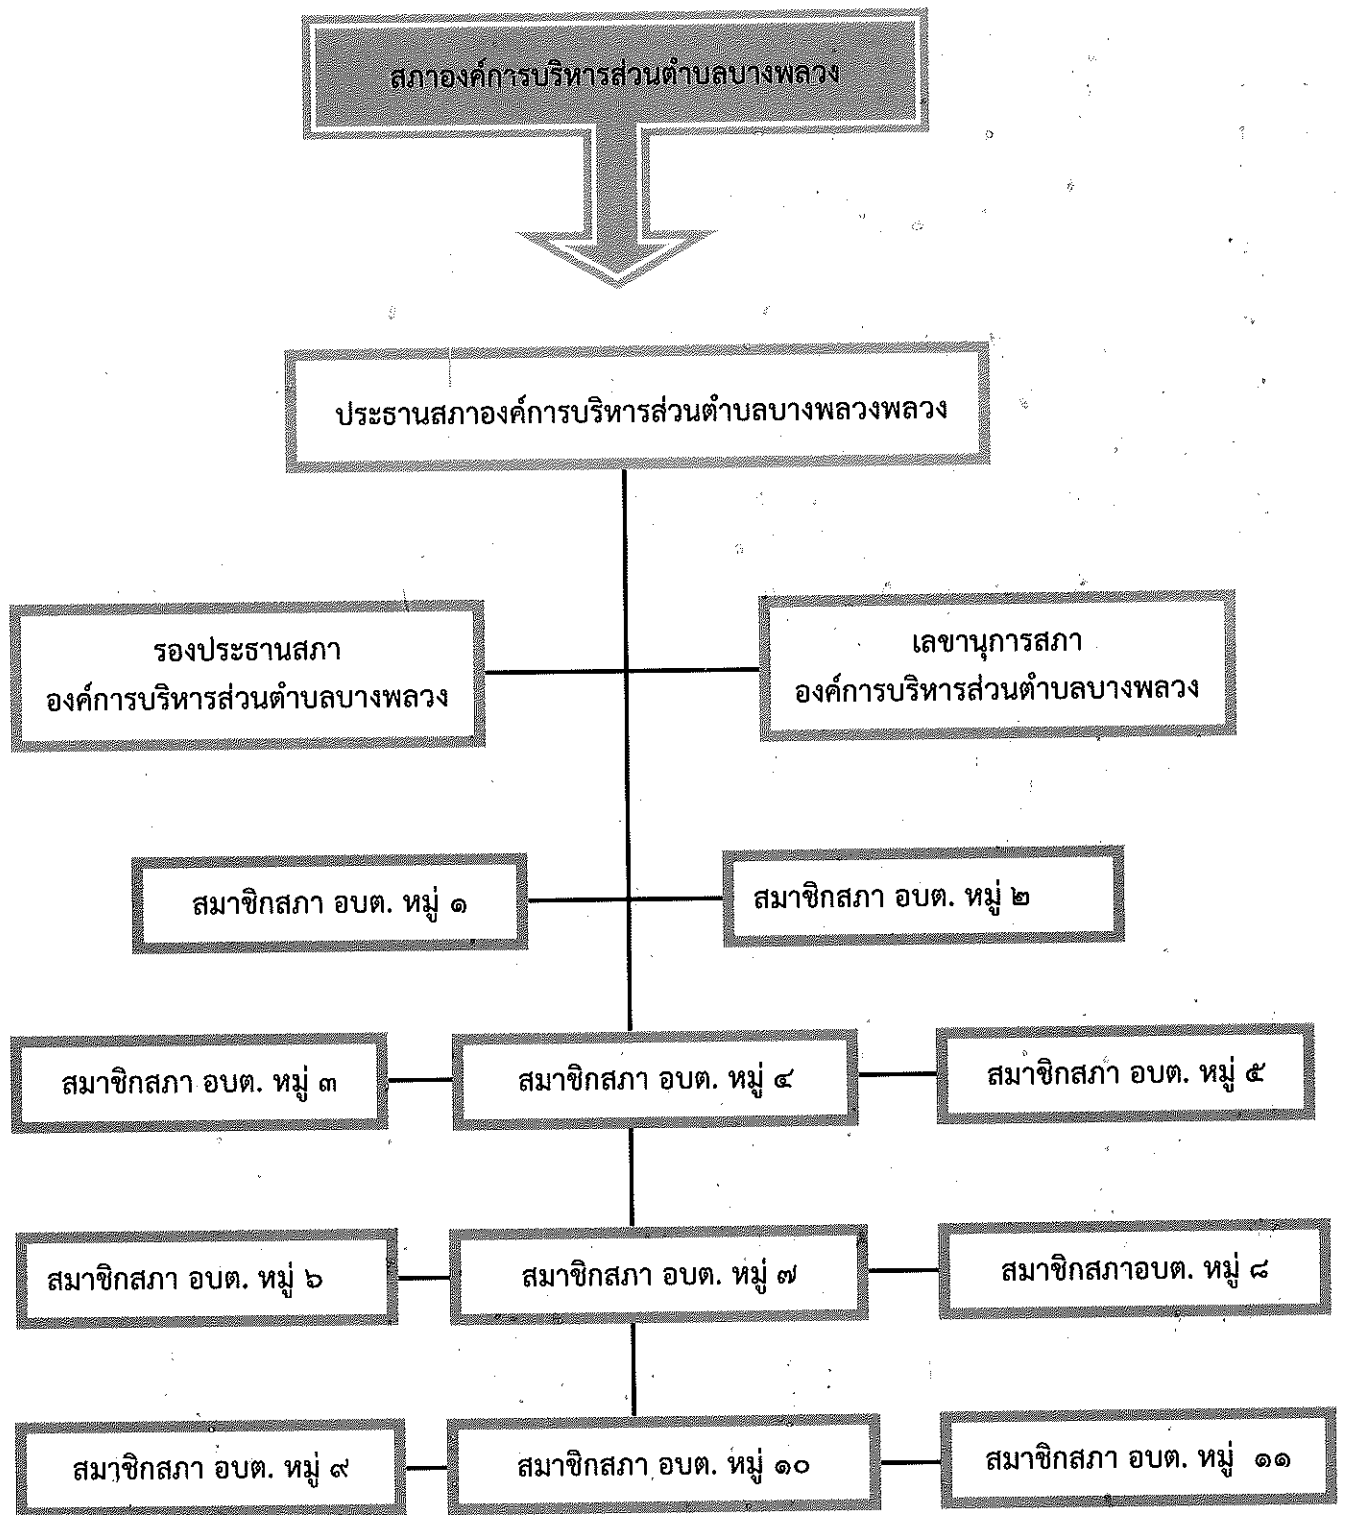 สภาองค์การบริหารส่วนตำบลบางพลวง
ประธานสภาองค์การบริหารส่วนตำบลบางพลวงพลวง
รองประธานสภา
องค์การบริหารส่วนตำบลบางพลวง
เลขานุการสภา
องค์การบริหารส่วนตำบลบางพลวง
สมาชิกสภา อบต. หมู่ ๑
สมาชิกสภา อบต. หมู่ ๒
สมาชิกสภา อบต. หมู่ ๓
สมาชิกสภา อบต. หมู่ ๔
สมาชิกสภา อบต. หมู่ ๕
สมาชิกสภา อบต. หมู่ ๖
สมาชิกสภา อบต. หมู่ ๗
สมาชิกสภาอบต. หมู่ ๘
สมาชิกสภา อบต. หมู่ ๙
สมาชิกสภา อบต. หมู่ ๑๐
สมาชิกสภา อบต. หมู่ ๑๑